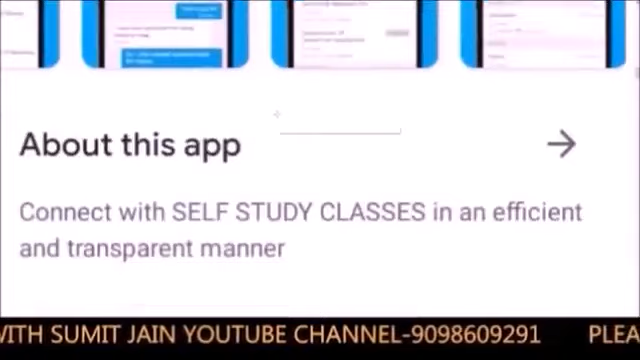 About this app
Connect with SELF STUDY CLASSES in an efficient
and transparent manner
WITH SUMIT JAIN YOUTUBE CHANNEL-9098609291 PLEA